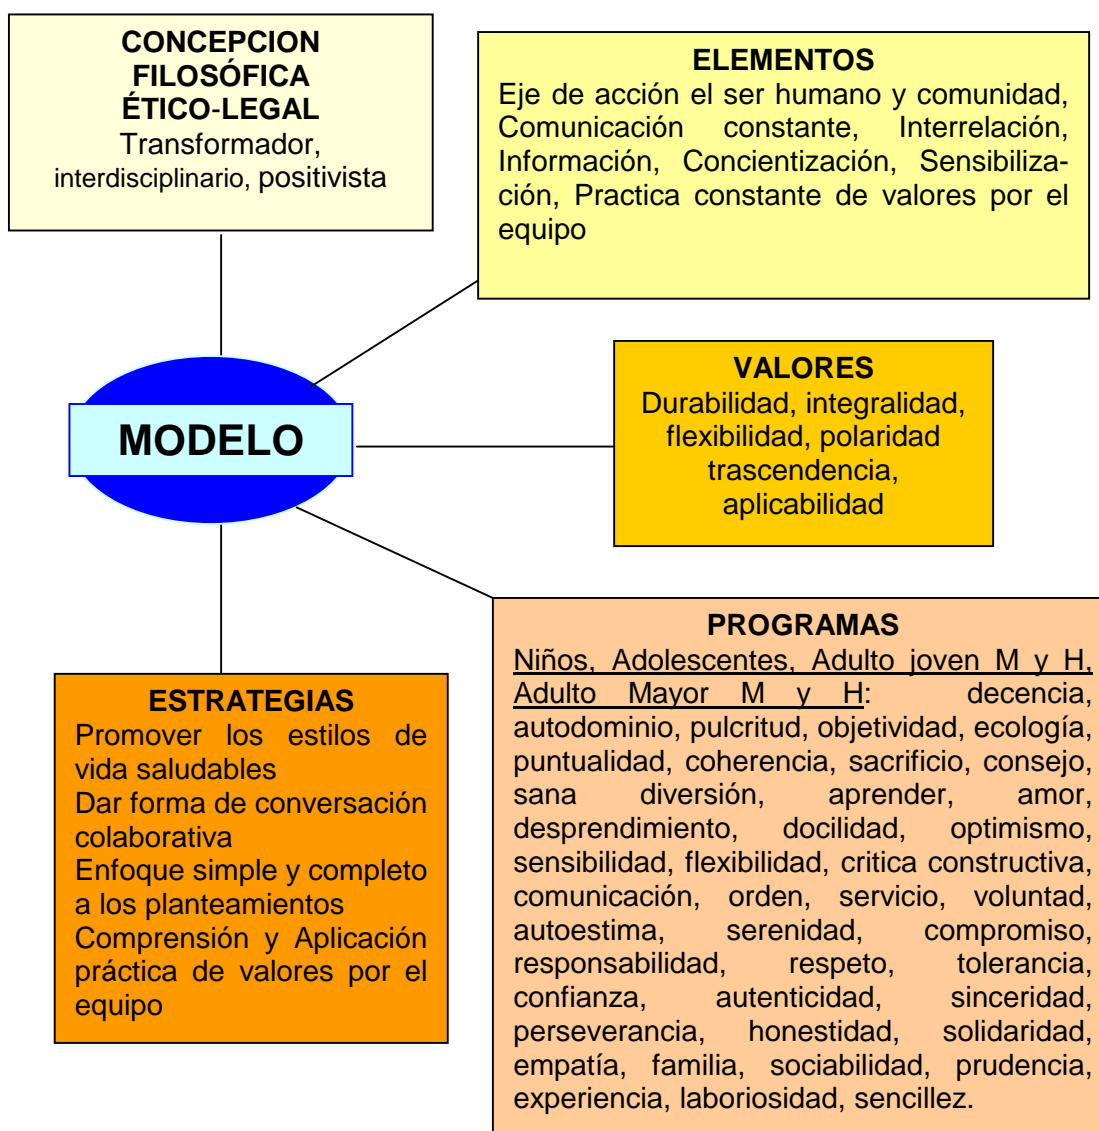 CONCEPCION
FILOSÓFICA
ÉTICO-LEGAL
Transformador,
interdisciplinario, positivista
ELEMENTOS
Eje de acción el ser humano y comunidad,
Comunicación constante, Interrelación,
Información, Concientización, Sensibiliza-
ción, Practica constante de valores por el
equipo
VALORES
Durabilidad, integralidad,
flexibilidad, polaridad
trascendencia,
aplicabilidad
MODELO
ESTRATEGIAS
Promover los estilos de
vida saludables
Dar forma de conversación
colaborativa
Enfoque simple y completo
a los planteamientos
Comprensión y Aplicación
práctica de valores por el
equipo
PROGRAMAS
Niños, Adolescentes, Adulto joven M y H,
Adulto Mayor M y H: decencia,
autodominio, pulcritud, objetividad, ecología,
puntualidad, coherencia, sacrificio, consejo,
sana diversión, aprender, amor,
desprendimiento, docilidad, optimismo,
sensibilidad, flexibilidad, critica constructiva,
comunicación, orden, servicio, voluntad,
autoestima, serenidad, compromiso,
responsabilidad, respeto, tolerancia,
confianza, autenticidad, sinceridad,
perseverancia, honestidad, solidaridad,
empatía, familia, sociabilidad, prudencia,
experiencia, laboriosidad, sencillez.